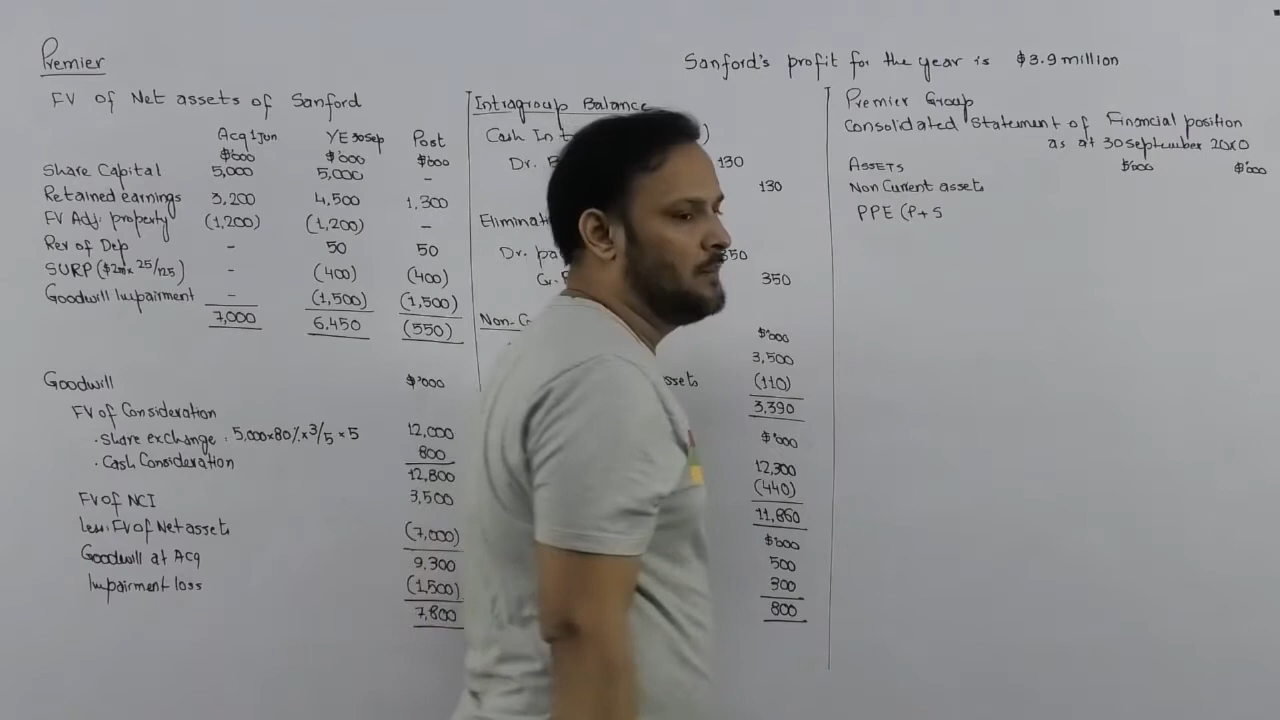 Premier
Sanford's profit for the year is $3.9 million
FV of Net assets of Sanford
Acq 1 Jun YE 30 Sep Post
$'000 $'000 $'000
Share Capital 5,000 5,000 -
Retained earnings 3,200 4,500 1,300
FV Adj. property (1,200) (1,200) -
Rev of Dep - 50 50
SURP ($2m x 25/125) - (400) (400)
Goodwill Impairment - (1,500) (1,500)
7,000 6,450 (550)
Goodwill $'000
FV of Consideration
· Share exchange : 5,000x80% x 3/5 x 5 12,000
· Cash Consideration 800
12,800
FV of NCI 3,500
Less: FV of Net assets (7,000)
Goodwill at Acq 9,300
Impairment loss (1,500)
7,800
Intragroup Balance
Cash In )
Dr. 130
130
Dr. 350
350
$'000
3,500
(110)
3,390
$'000
12,300
(440)
11,860
$'000
500
300
800
Premier Group
Consolidated Statement of Financial position
as at 30 September 20x0
ASSETS $'000 $'000
Non Current assets
PPE (P+S